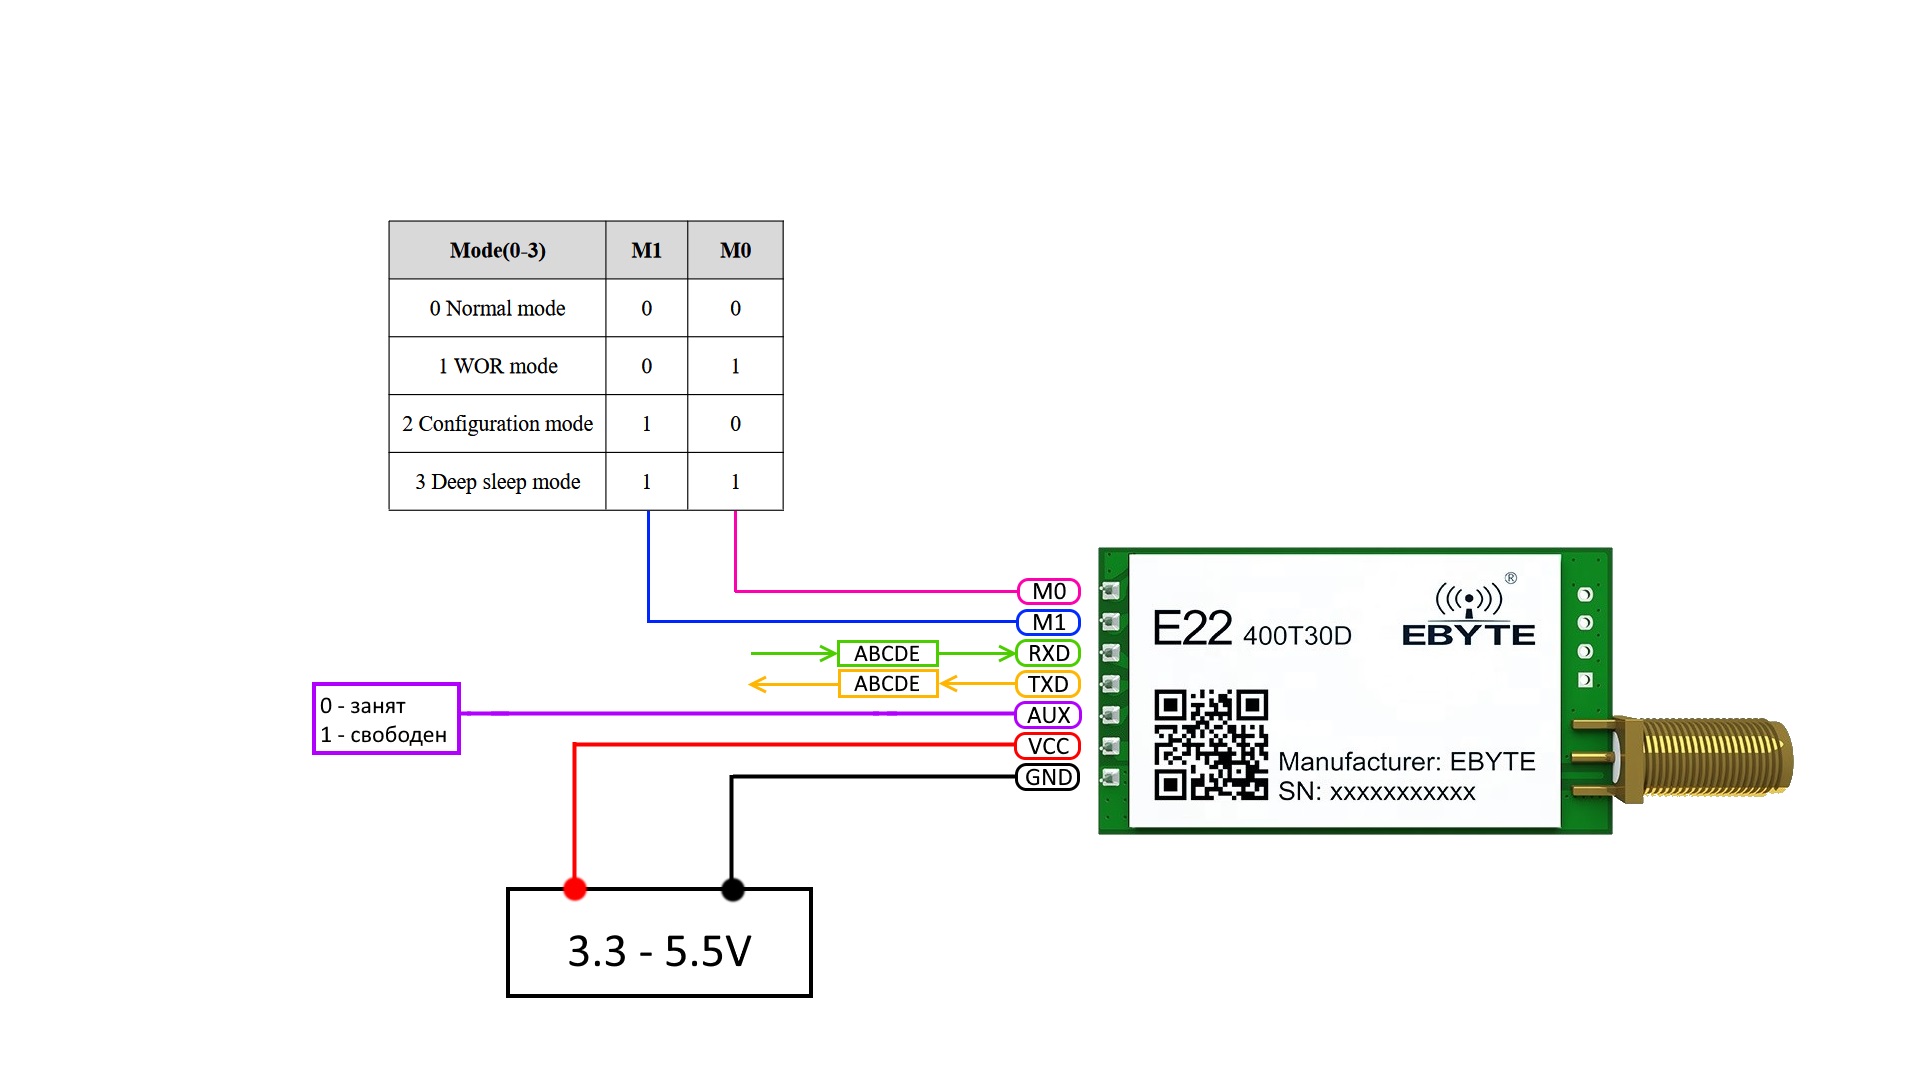 Mode(0-3) M1 M0
0 Normal mode 0 0
1 WOR mode 0 1
2 Configuration mode 1 0
3 Deep sleep mode 1 1
M0
M1
ABCDE RXD
ABCDE TXD
0 - занят
1 - свободен
AUX
VCC
GND
3.3 - 5.5V
E22 400T30D
®
EBYTE
Manufacturer: EBYTE
SN: xxxxxxxxxxx